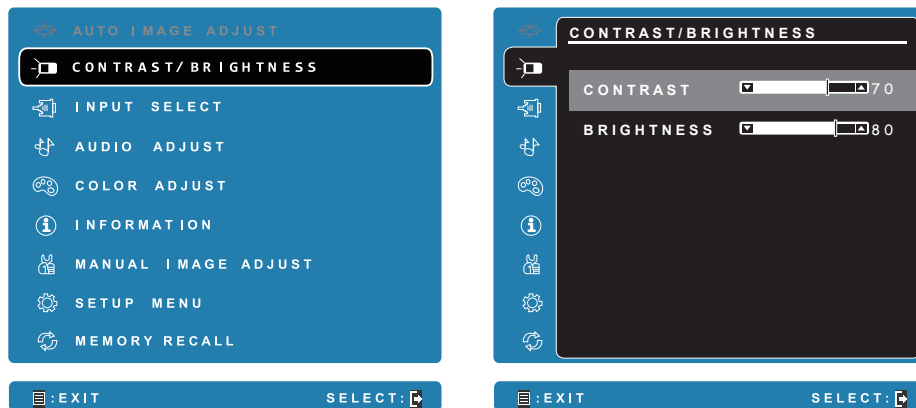 AUTO IMAGE ADJUST
CONTRAST/BRIGHTNESS
INPUT SELECT
AUDIO ADJUST
COLOR ADJUST
INFORMATION
MANUAL IMAGE ADJUST
SETUP MENU
MEMORY RECALL
:EXIT SELECT:
CONTRAST/BRIGHTNESS
CONTRAST 70
BRIGHTNESS 80
:EXIT SELECT: